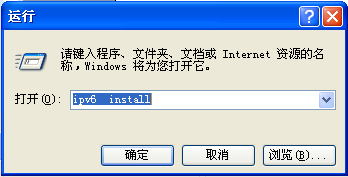 运行
请键入程序、文件夹、文档或 Internet 资源的名
称，Windows 将为您打开它。
打开(O)：
ipv6  install
确定
取消
浏览(B)...